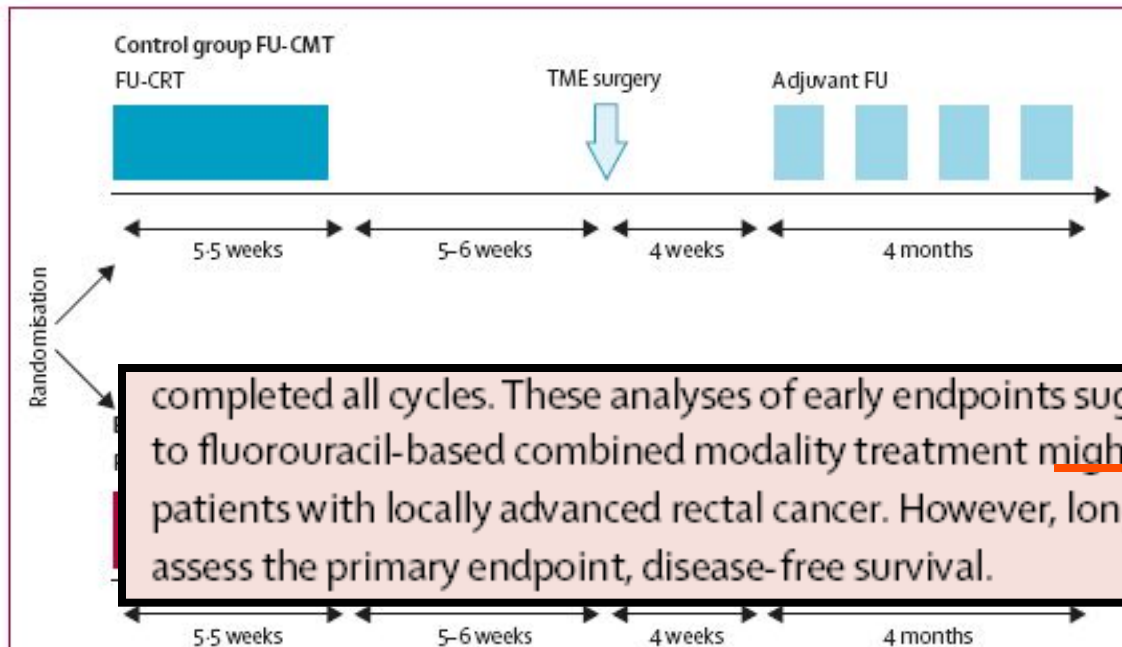 Control group FU-CMT
FU-CRT
TME surgery
Adjuvant FU
5·5 weeks
5–6 weeks
4 weeks
4 months
Randomisation
completed all cycles. These analyses of early endpoints
to fluorouracil-based combined modality treatment
patients with locally advanced rectal cancer. However,
assess the primary endpoint, disease-free survival.
5·5 weeks
5–6 weeks
4 weeks
4 months